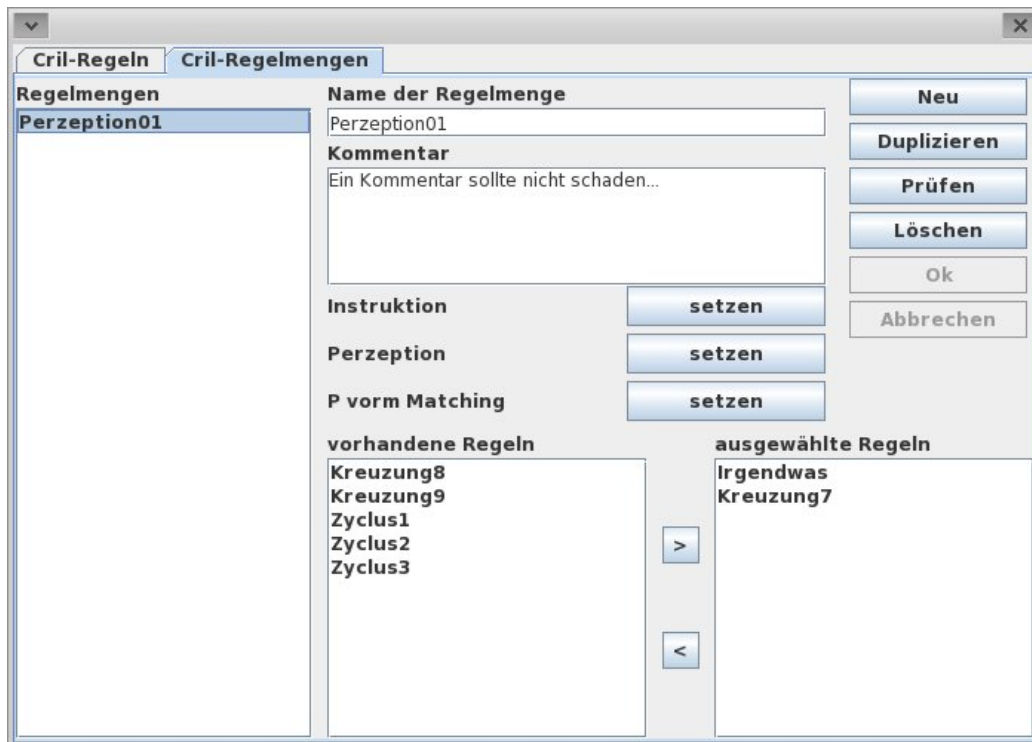 Cril-Regeln
Cril-Regelmengen
Regelmengen
Perzeption01
Name der Regelmenge
Perzeption01
Kommentar
Ein Kommentar sollte nicht schaden...
Neu
Duplizieren
Prüfen
Löschen
Ok
Abbrechen
Instruktion
setzen
Perzeption
setzen
P vorm Matching
setzen
vorhandene Regeln
Kreuzung8
Kreuzung9
Zyclus1
Zyclus2
Zyclus3
>
<
ausgewählte Regeln
Irgendwas
Kreuzung7